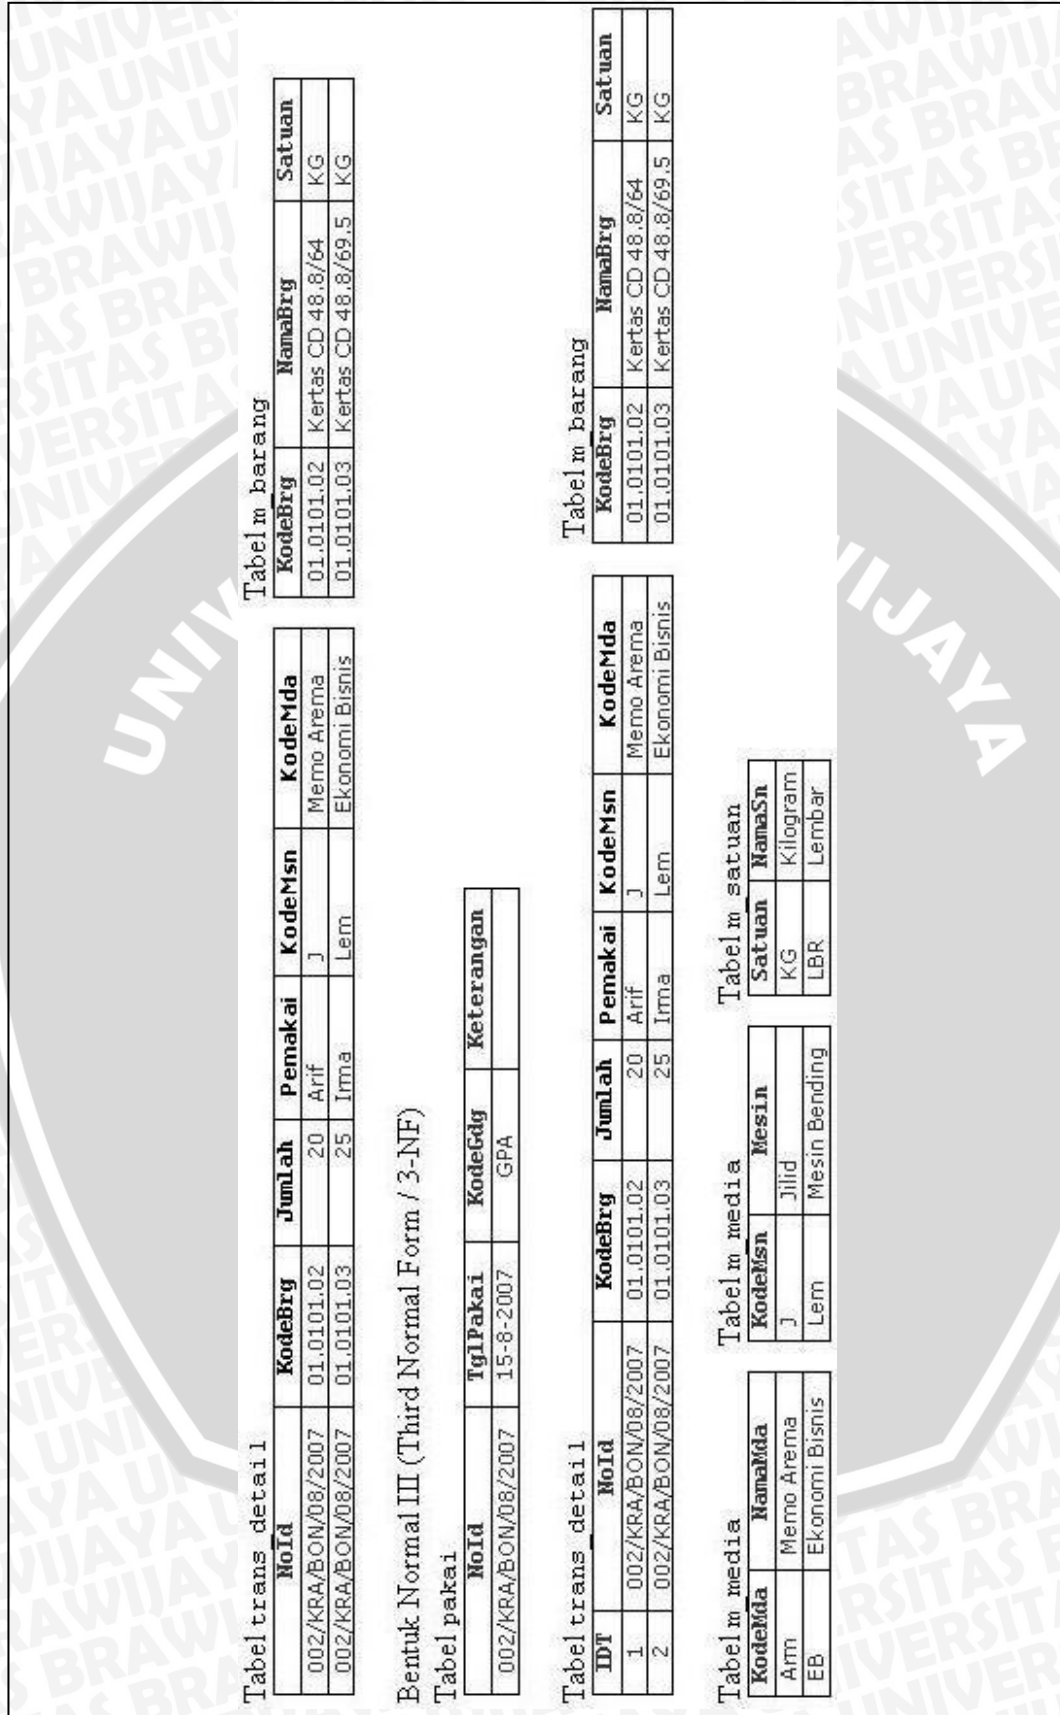 Tabel trans_detail
NoId KodeBrg Jumlah Pemakai KodeMsn KodeMda
002/KRA/BON/08/2007 01.0101.02 20 Arif J Memo Arema
002/KRA/BON/08/2007 01.0101.03 25 Irma Lem Ekonomi Bisnis
Tabel m_barang
KodeBrg NamaBrg Satuan
01.0101.02 Kertas CD 48.8/64 KG
01.0101.03 Kertas CD 48.8/69.5 KG
Bentuk Normal III (Third Normal Form / 3-NF)
Tabel pakai
NoId TglPakai KodeGdg Keterangan
002/KRA/BON/08/2007 15-8-2007 GPA
Tabel trans_detail
IDT NoId KodeBrg Jumlah Pemakai KodeMsn KodeMda
1 002/KRA/BON/08/2007 01.0101.02 20 Arif J Memo Arema
2 002/KRA/BON/08/2007 01.0101.03 25 Irma Lem Ekonomi Bisnis
Tabel m_barang
KodeBrg NamaBrg Satuan
01.0101.02 Kertas CD 48.8/64 KG
01.0101.03 Kertas CD 48.8/69.5 KG
Tabel m_media
KodeMda NamaMda
Arm Memo Arema
EB Ekonomi Bisnis
Tabel m_media
KodeMsn Mesin
J Jilid
Lem Mesin Bending
Tabel m_satuan
Satuan NamaSn
KG Kilogram
LBR Lembar